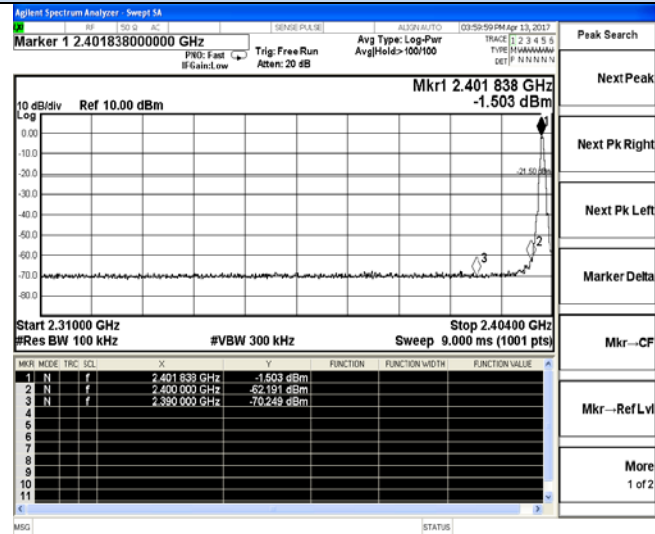 Agilent Spectrum Analyzer - Swept SA
RF 50 Ω AC SENSE:PULSE ALIGN AUTO 03:59:59 PM Apr 13, 2017
Marker 1 2.401838000000 GHz
PNO: Fast
IFGain:Low
Trig: Free Run
Atten: 20 dB
Avg Type: Log-Pwr
Avg|Hold:>100/100
TRACE 1 2 3 4 5 6
TYPE MWWWWW
DET P N N N N N
Mkr1 2.401 838 GHz
-1.503 dBm
10 dB/div Ref 10.00 dBm
Log
0.00
-10.0
-20.0
-30.0
-40.0
-50.0
-60.0
-70.0
-80.0
1
-21.50 dBm
2
3
Start 2.31000 GHz Stop 2.40400 GHz
#Res BW 100 kHz #VBW 300 kHz Sweep 9.000 ms (1001 pts)
MKR MODE TRC SCL X Y FUNCTION FUNCTION WIDTH FUNCTION VALUE
1 N f 2.401 838 GHz -1.503 dBm
2 N f 2.400 000 GHz -62.191 dBm
3 N f 2.390 000 GHz -70.249 dBm
4
5
6
7
8
9
10
11
MSG STATUS
Peak Search
Next Peak
Next Pk Right
Next Pk Left
Marker Delta
Mkr→CF
Mkr→Ref Lvl
More
1 of 2